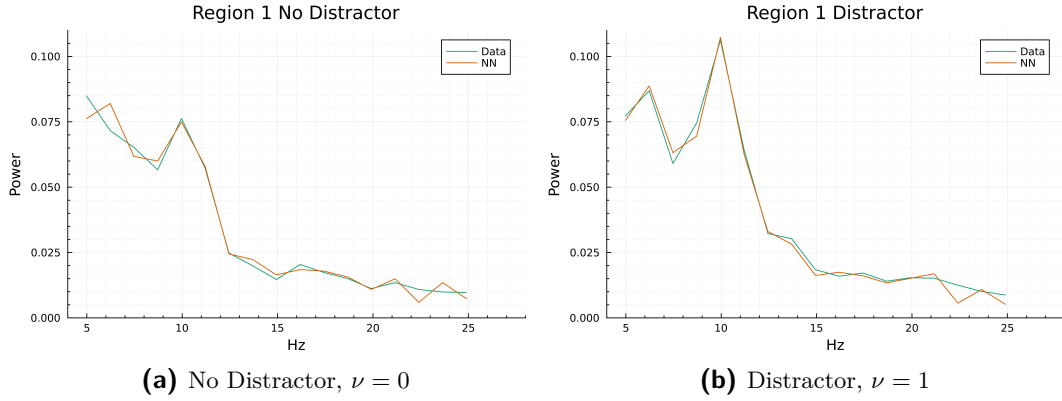 Region 1 No Distractor
Power
0.100
0.075
0.050
0.025
0.000
Data
NN
5 10 15 20 25
Hz
(a) No Distractor, ν = 0
Region 1 Distractor
Power
0.100
0.075
0.050
0.025
0.000
Data
NN
5 10 15 20 25
Hz
(b) Distractor, ν = 1